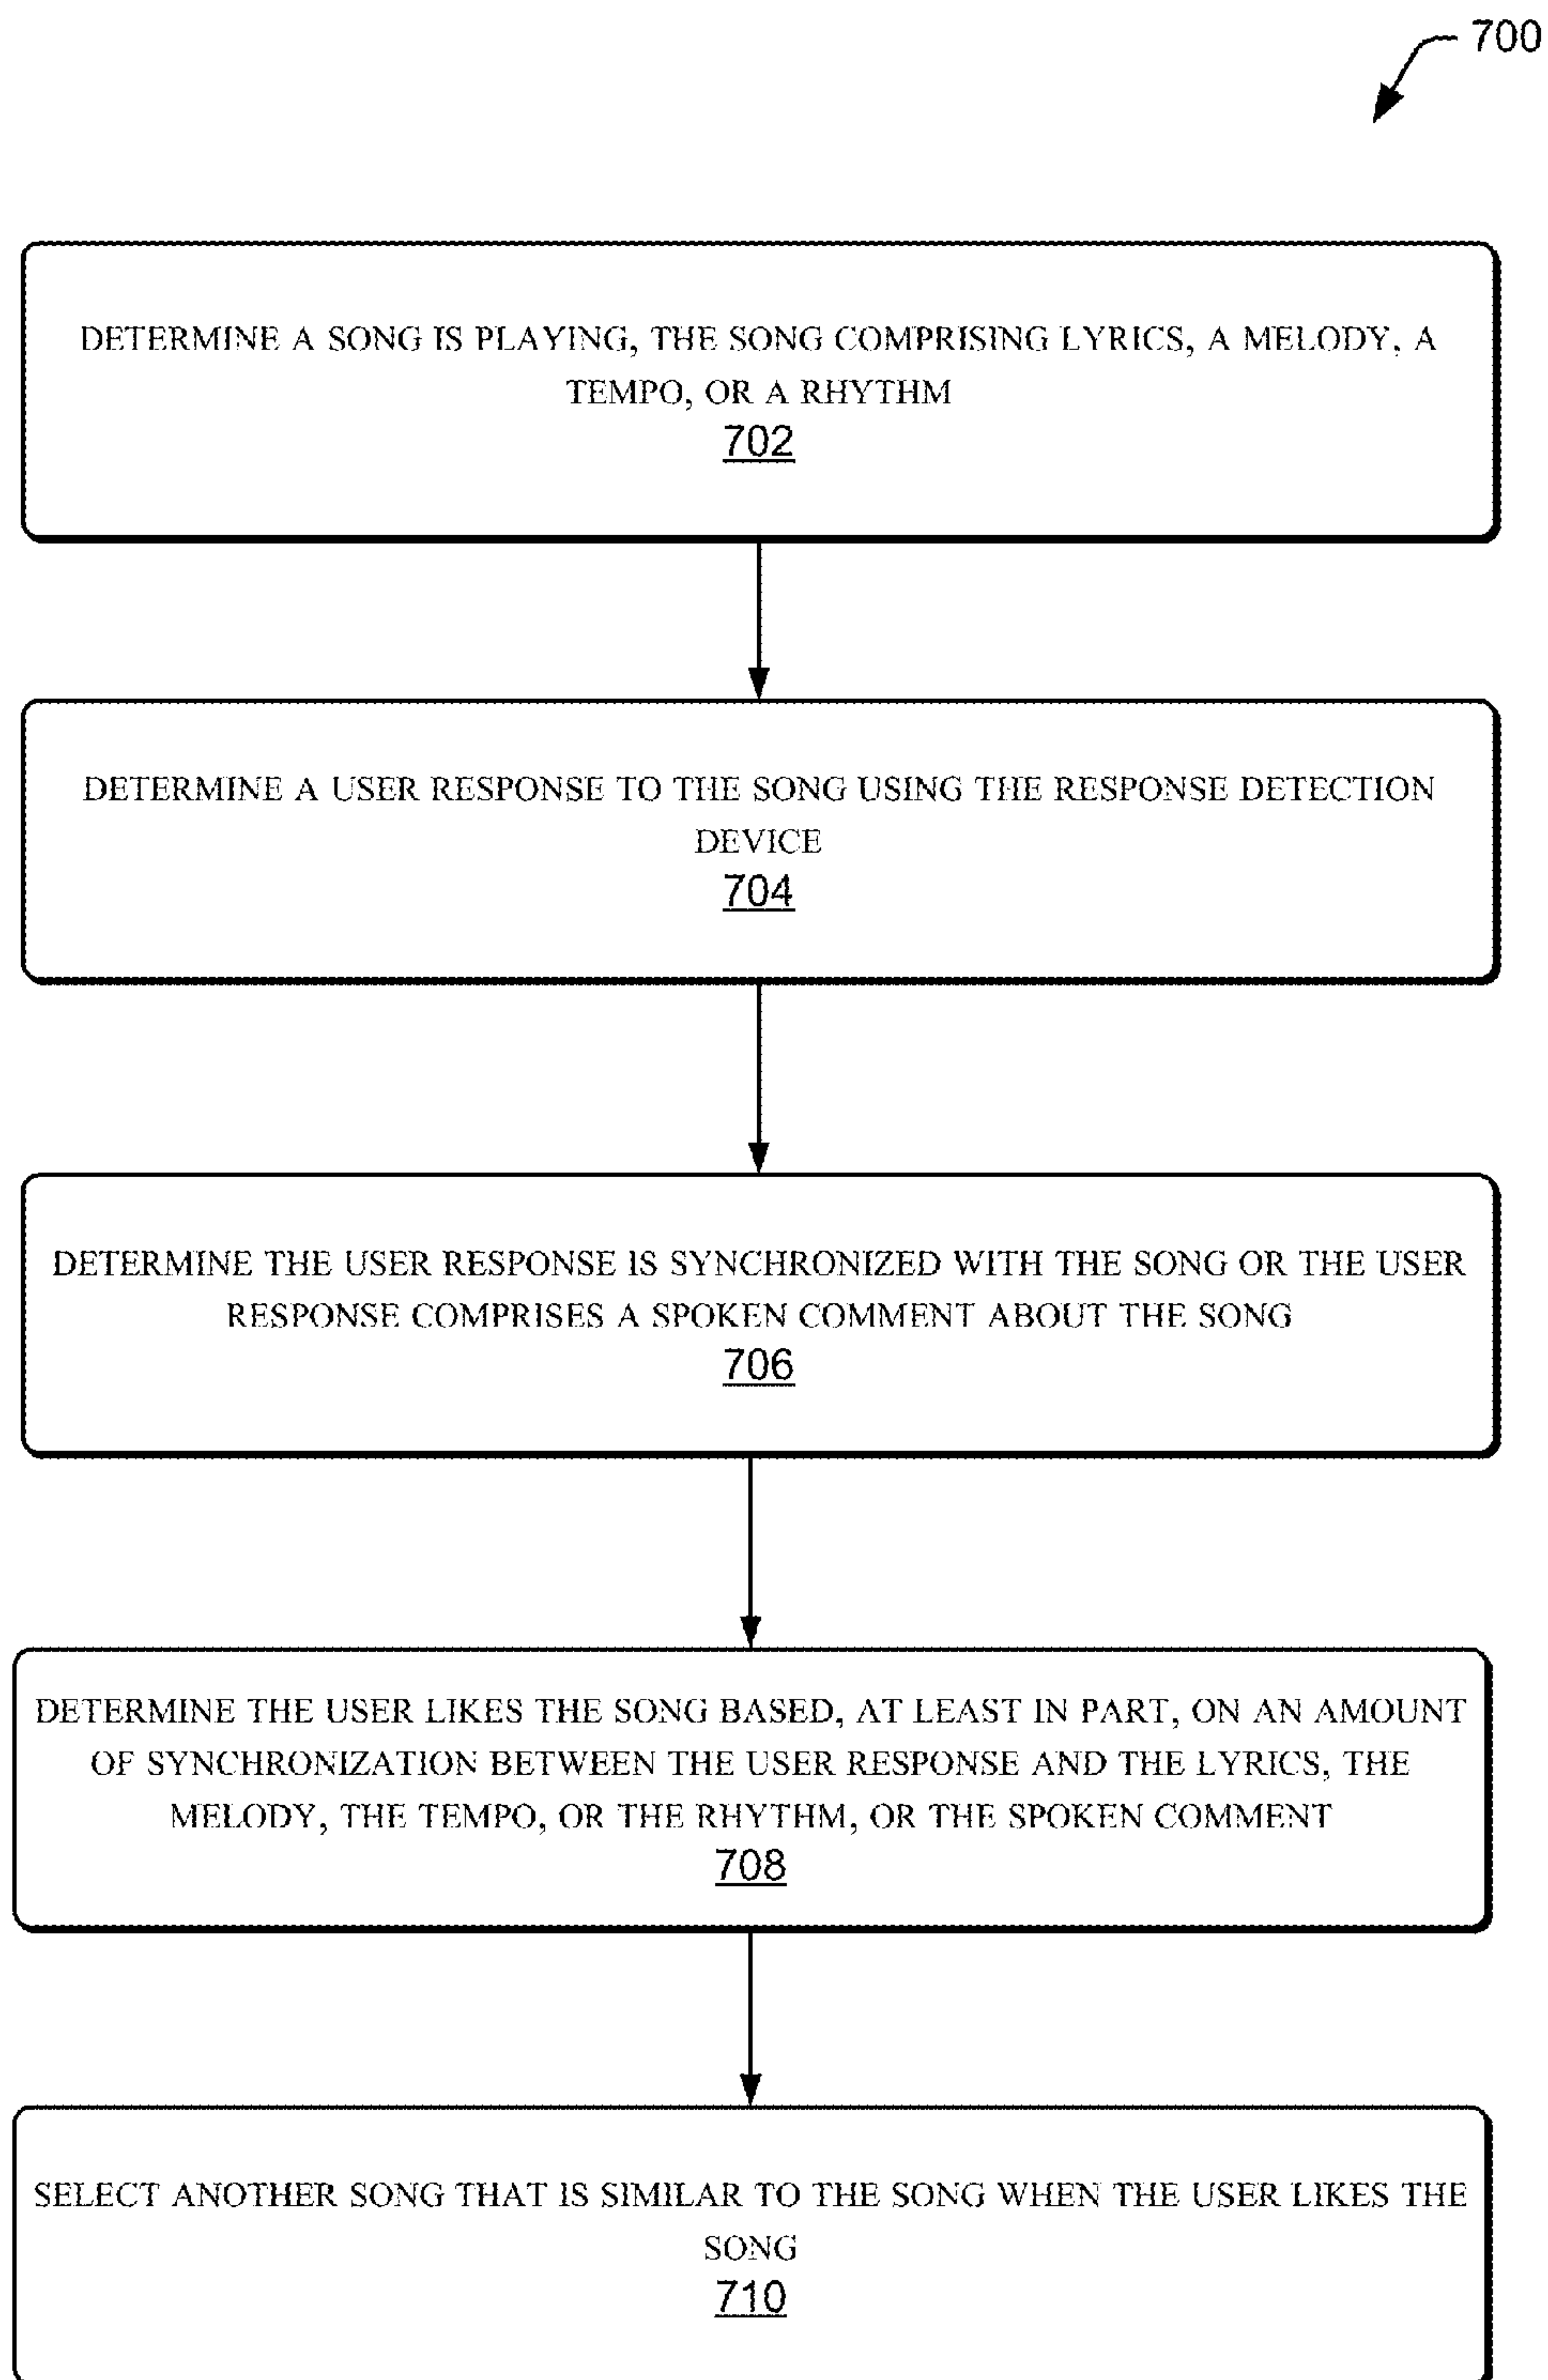 700
DETERMINE A SONG IS PLAYING, THE SONG COMPRISING LYRICS, A MELODY, A
TEMPO, OR A RHYTHM
702
DETERMINE A USER RESPONSE TO THE SONG USING THE RESPONSE DETECTION
DEVICE
704
DETERMINE THE USER RESPONSE IS SYNCHRONIZED WITH THE SONG OR THE USER
RESPONSE COMPRISES A SPOKEN COMMENT ABOUT THE SONG
706
DETERMINE THE USER LIKES THE SONG BASED, AT LEAST IN PART, ON AN AMOUNT
OF SYNCHRONIZATION BETWEEN THE USER RESPONSE AND THE LYRICS, THE
MELODY, THE TEMPO, OR THE RHYTHM, OR THE SPOKEN COMMENT
708
SELECT ANOTHER SONG THAT IS SIMILAR TO THE SONG WHEN THE USER LIKES THE
SONG
710